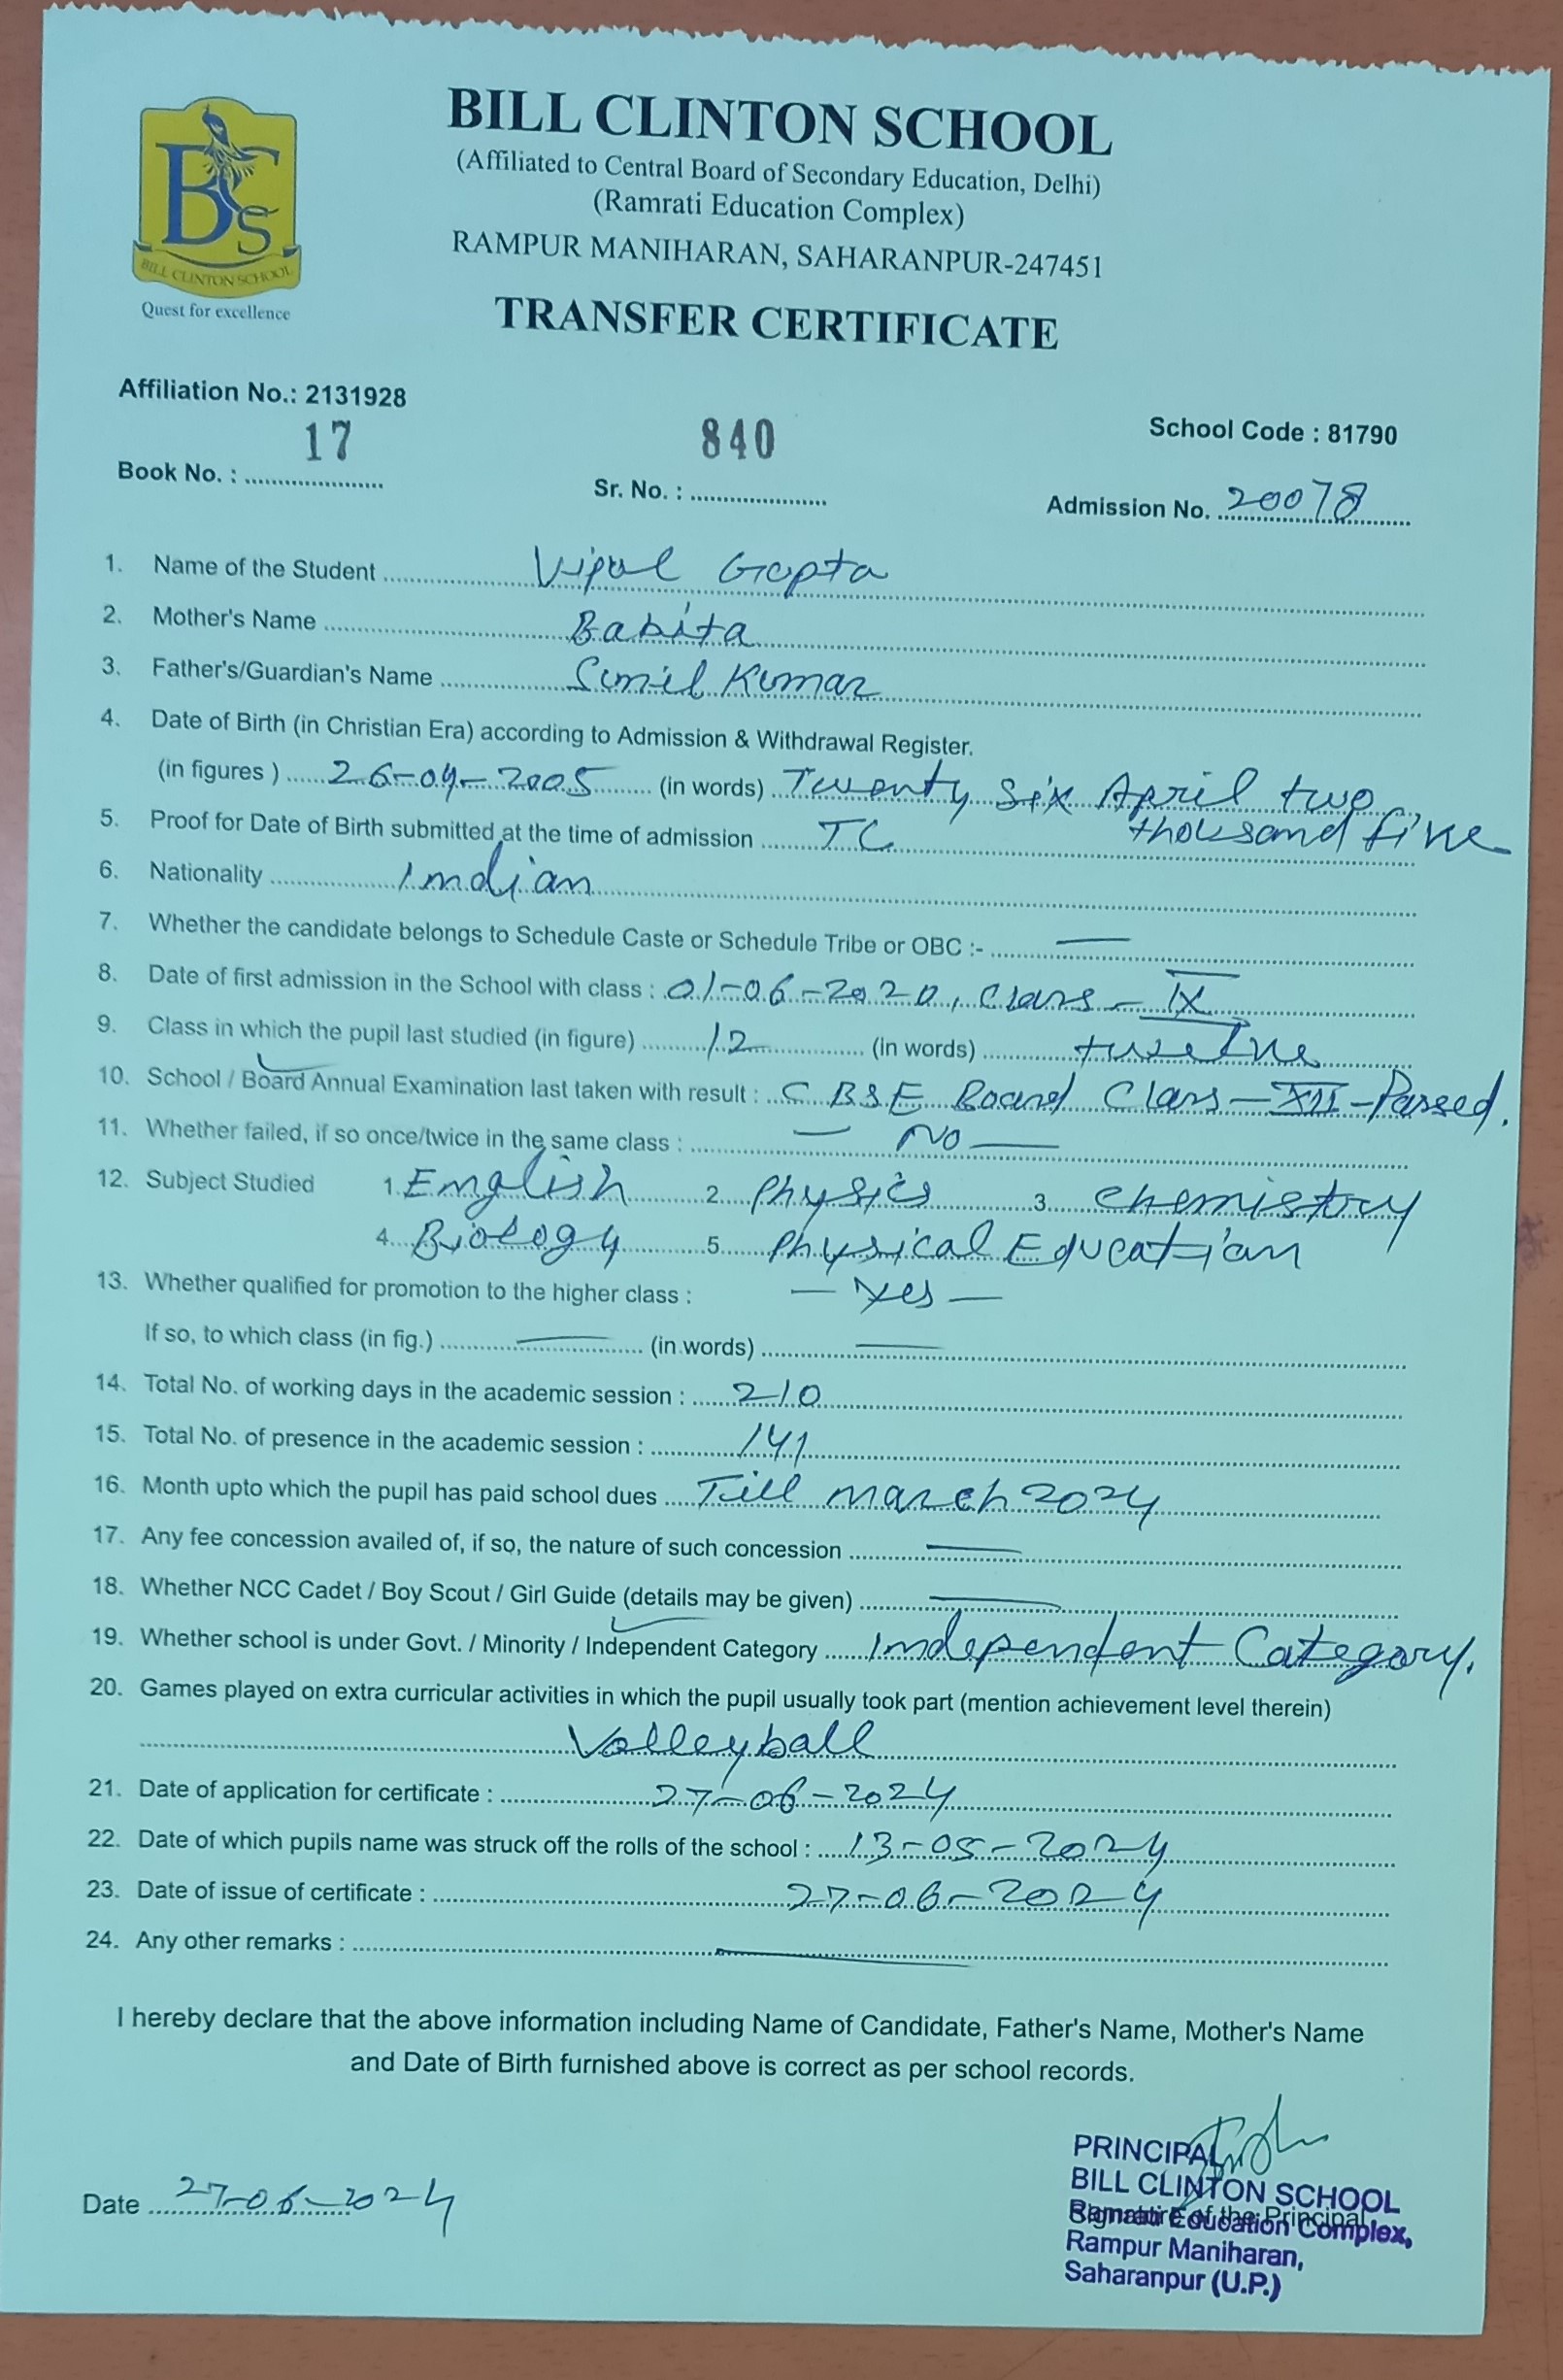 BCS
BILL CLINTON SCHOOL
Quest for excellence
BILL CLINTON SCHOOL
(Affiliated to Central Board of Secondary Education, Delhi)
(Ramrati Education Complex)
RAMPUR MANIHARAN, SAHARANPUR-247451
TRANSFER CERTIFICATE
Affiliation No.: 2131928
School Code : 81790
Book No. : 17 Sr. No. : 840 Admission No. 20078
1. Name of the Student Vipul Gupta
2. Mother's Name Babita
3. Father's/Guardian's Name Sunil Kumar
4. Date of Birth (in Christian Era) according to Admission & Withdrawal Register.
(in figures ) 26-04-2005 (in words) Twenty six April two
thousand five
5. Proof for Date of Birth submitted at the time of admission TC
6. Nationality Indian
7. Whether the candidate belongs to Schedule Caste or Schedule Tribe or OBC :- —
8. Date of first admission in the School with class : 01-06-2020, Class - IX
9. Class in which the pupil last studied (in figure) 12 (in words) twelve
10. School / Board Annual Examination last taken with result : CBSE Board Class-XII-Passed.
11. Whether failed, if so once/twice in the same class : — No —
12. Subject Studied 1. English 2. Physics 3. Chemistry
4. Biology 5. Physical Education
13. Whether qualified for promotion to the higher class : — Yes —
If so, to which class (in fig.) — (in words) —
14. Total No. of working days in the academic session : 210
15. Total No. of presence in the academic session : 141
16. Month upto which the pupil has paid school dues Till March 2024
17. Any fee concession availed of, if so, the nature of such concession —
18. Whether NCC Cadet / Boy Scout / Girl Guide (details may be given) —
19. Whether school is under Govt. / Minority / Independent Category Independent Category.
20. Games played on extra curricular activities in which the pupil usually took part (mention achievement level therein)
Volleyball
21. Date of application for certificate : 27-06-2024
22. Date of which pupils name was struck off the rolls of the school : 13-05-2024
23. Date of issue of certificate : 27-06-2024
24. Any other remarks : —
I hereby declare that the above information including Name of Candidate, Father's Name, Mother's Name
and Date of Birth furnished above is correct as per school records.
Date 27-06-2024
PRINCIPAL
BILL CLINTON SCHOOL
Signature of the Principal
Ramrati Education Complex,
Rampur Maniharan,
Saharanpur (U.P.)